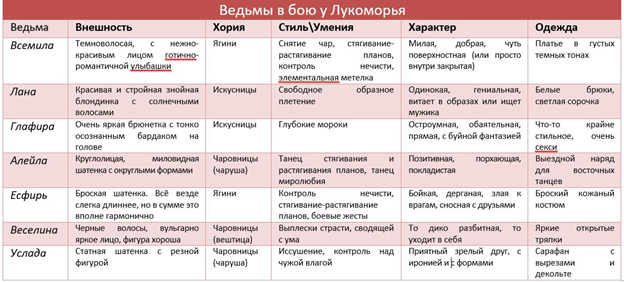 Ведьмы в бою у Лукоморья
Ведьма
Внешность
Хория
Стиль\Умения
Характер
Одежда
Всемила
Темноволосая, с нежно-
красивым лицом готично-
романтичной улыбашки
Ягини
Снятие чар, стягивание-
растягивание планов,
контроль нечисти,
элементальная метелка
Милая, добрая, чуть
поверхностная (или просто
внутри закрытая)
Платье в густых
темных тонах
Лана
Красивая и стройная знойная
блондинка с солнечными
волосами
Искусницы
Свободное образное
плетение
Одинокая, гениальная,
витает в образах или ищет
мужика
Белые брюки,
светлая сорочка
Глафира
Очень яркая брюнетка с тонко
осознанным бардаком на
голове
Искусницы
Глубокие мороки
Остроумная, обаятельная,
прямая, с буйной фантазией
Что-то крайне
стильное, очень
секси
Алейла
Круглолицая, миловидная
шатенка с округлыми формами
Чаровницы
(чаруша)
Танец стягивания и
растягивания планов, танец
миролюбия
Позитивная, порхающая,
покладистая
Выездной наряд
для восточных
танцев
Есфирь
Броская шатенка. Всё везде
слегка длиннее, но в сумме это
вполне гармонично
Ягини
Контроль нечисти,
стягивание-растягивание
планов, боевые жесты
Бойкая, дерганая, злая к
врагам, сносная с друзьями
Броский кожаный
костюм
Веселина
Черные волосы, вульгарно
яркое лицо, фигура хороша
Чаровницы
(вештица)
Выплески страсти, сводящей
с ума
То дико разбитная, то
уходит в себя
Яркие открытые
тряпки
Услада
Статная шатенка с резной
фигурой
Чаровницы
(чаруша)
Иссушение, контроль над
чужой влагой
Приятный зрелый друг, с
иронией и с формами
Сарафан с
вырезами и
декольте